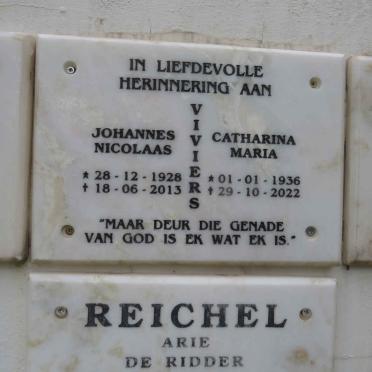 IN LIEFDEVOLLE
HERINNERING AAN
VIVIERS
JOHANNES
NICOLAAS
* 28 - 12 - 1928
† 18 - 06 - 2013
CATHARINA
MARIA
* 01 - 01 - 1936
† 29 - 10 - 2022
"MAAR DEUR DIE GENADE
VAN GOD IS EK WAT EK IS."
REICHEL
ARIE
DE RIDDER